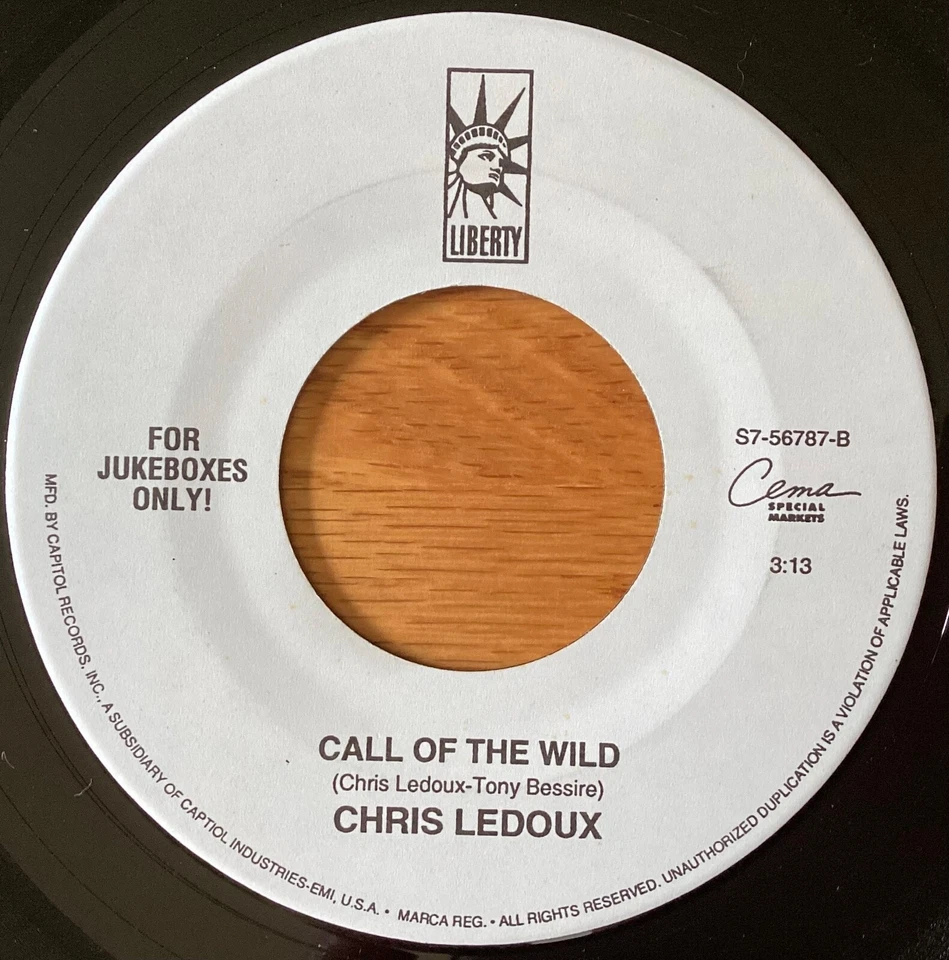 LIBERTY
FOR
JUKEBOXES
ONLY!
S7-56787-B
Cema
SPECIAL
MARKETS
3:13
CALL OF THE WILD
(Chris Ledoux-Tony Bessire)
CHRIS LEDOUX
MFD. BY CAPITOL RECORDS, INC., A SUBSIDIARY OF CAPTIOL INDUSTRIES-EMI, U.S.A. • MARCA REG. • ALL RIGHTS RESERVED. UNAUTHORIZED DUPLICATION IS A VIOLATION OF APPLICABLE LAWS.